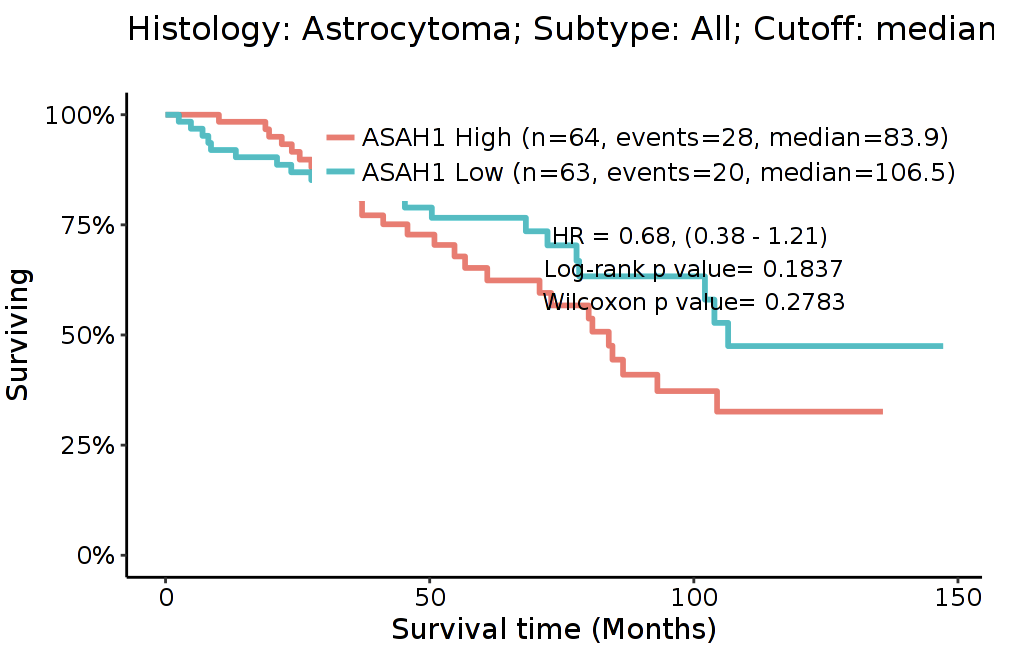 Histology: Astrocytoma; Subtype: All; Cutoff: median
100%
75%
50%
25%
0%
Surviving
ASAH1 High (n=64, events=28, median=83.9)
ASAH1 Low (n=63, events=20, median=106.5)
HR = 0.68, (0.38 - 1.21)
Log-rank p value= 0.1837
Wilcoxon p value= 0.2783
0
50
100
150
Survival time (Months)